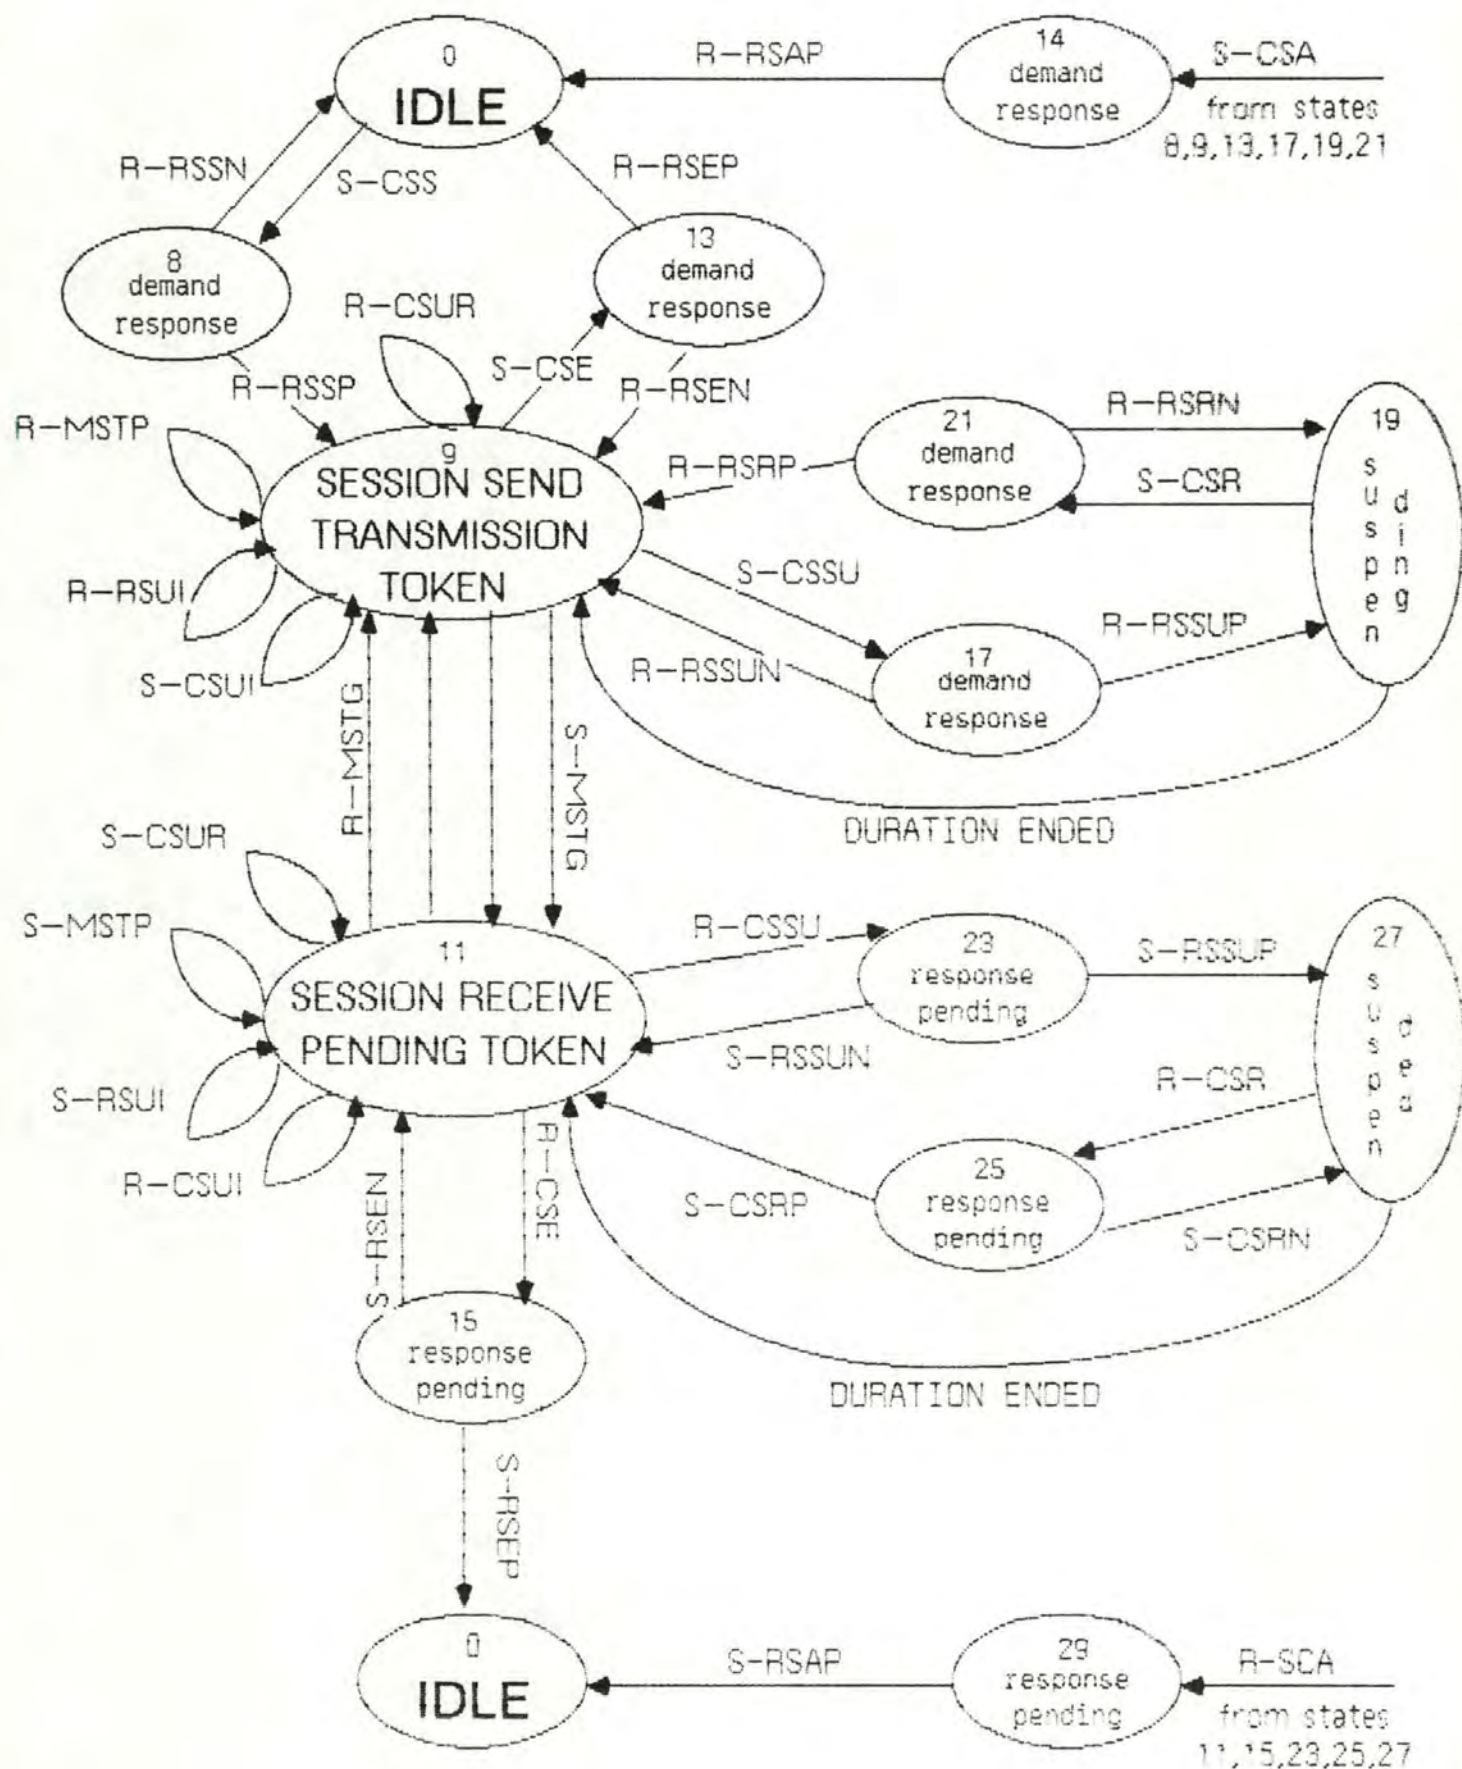 0
IDLE
R-RSAP
14
demand
response
S-CSA
from states
8,9,13,17,19,21
R-RSSN
S-CSS
R-RSEP
8
demand
response
13
demand
response
R-CSUR
S-CSE
R-RSSP
R-RSEN
R-MSTP
9
SESSION SEND
TRANSMISSION
TOKEN
R-RSRP
21
demand
response
R-RSRN
S-CSR
19
suspen
ding
R-RSUI
S-CSUI
S-CSSU
R-RSSUN
17
demand
response
R-RSSUP
R-MSTG
S-MSTG
DURATION ENDED
S-CSUR
S-MSTP
11
SESSION RECEIVE
PENDING TOKEN
R-CSSU
23
response
pending
S-RSSUP
27
suspen
ded
S-RSSUN
R-CSR
S-RSUI
R-CSUI
S-RSEN
R-CSE
S-CSRP
25
response
pending
S-CSRN
15
response
pending
DURATION ENDED
S-RSEP
0
IDLE
S-RSAP
29
response
pending
R-SCA
from states
11,15,23,25,27